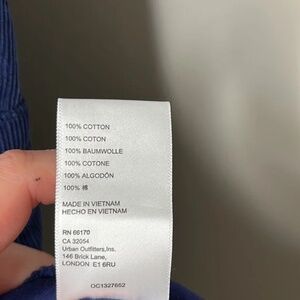 100% COTTON
100% COTON
100% BAUMWOLLE
100% COTONE
100% ALGODÓN
100% 棉
MADE IN VIETNAM
HECHO EN VIETNAM
RN 66170
CA 32054
Urban Outfitters,Inc.
146 Brick Lane,
LONDON E1 6RU
OC1327662